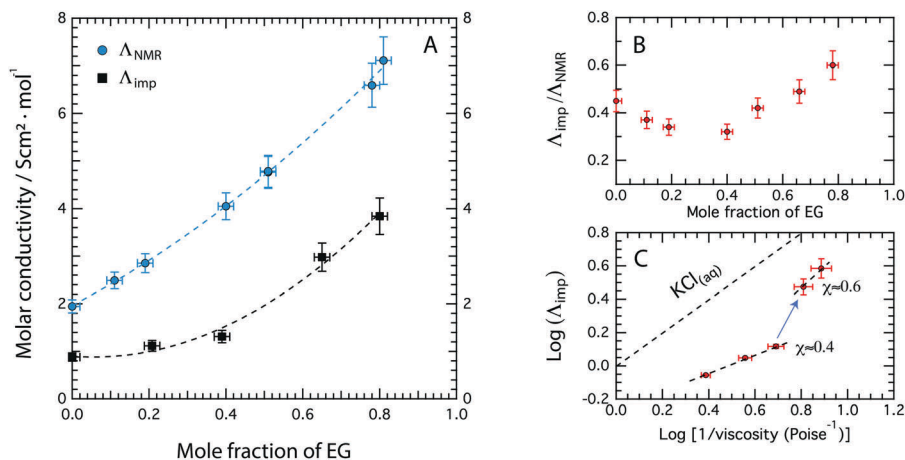 A
Λ_NMR
Λ_imp
Molar conductivity / Scm² · mol⁻¹
8
6
4
2
0
8
6
4
2
0
0.0 0.2 0.4 0.6 0.8 1.0
Mole fraction of EG
B
Λ_imp/Λ_NMR
0.8
0.6
0.4
0.2
0.0 0.2 0.4 0.6 0.8 1.0
Mole fraction of EG
C
KCl(aq)
χ≈0.6
χ≈0.4
Log (Λ_imp)
0.8
0.6
0.4
0.2
0.0
-0.2
0.0 0.2 0.4 0.6 0.8 1.0 1.2
Log [1/viscosity (Poise⁻¹)]